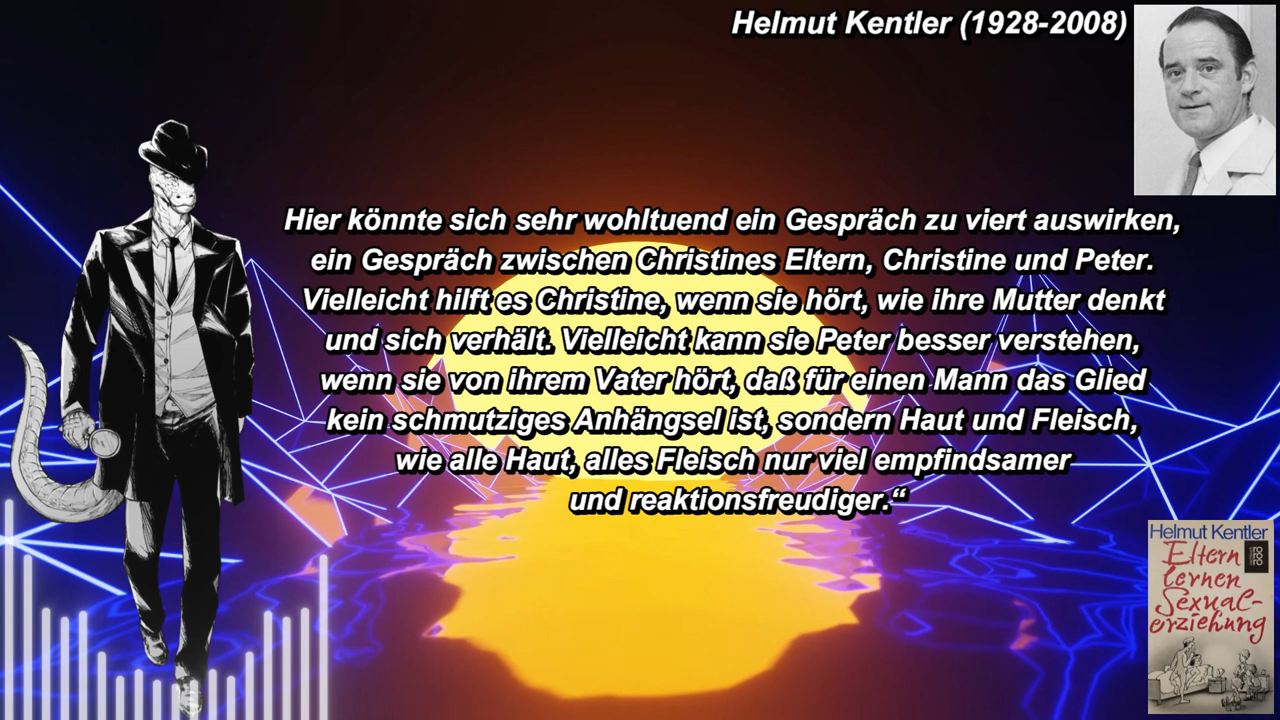 Helmut Kentler (1928-2008)
Hier könnte sich sehr wohltuend ein Gespräch zu viert auswirken,
ein Gespräch zwischen Christines Eltern, Christine und Peter.
Vielleicht hilft es Christine, wenn sie hört, wie ihre Mutter denkt
und sich verhält. Vielleicht kann sie Peter besser verstehen,
wenn sie von ihrem Vater hört, daß für einen Mann das Glied
kein schmutziges Anhängsel ist, sondern Haut und Fleisch,
wie alle Haut, alles Fleisch nur viel empfindsamer
und reaktionsfreudiger.“
Helmut Kentler
Eltern
lernen
Sexual-
erziehung
ro
ro
ro